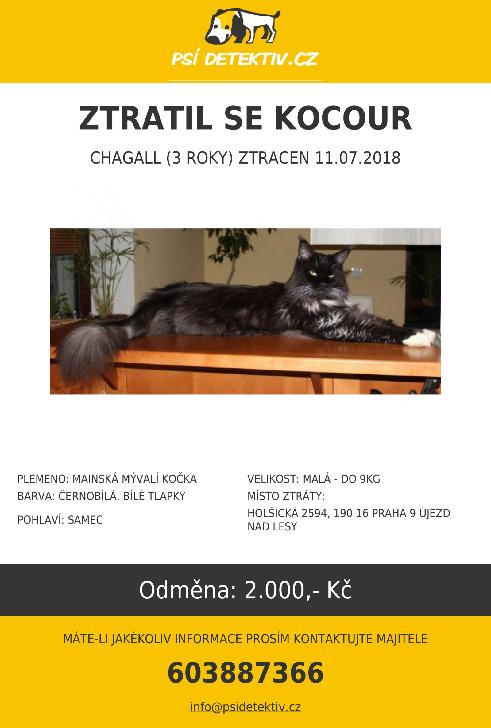 PSÍ DETEKTIV.CZ
ZTRATIL SE KOCOUR
CHAGALL (3 ROKY) ZTRACEN 11.07.2018
PLEMENO: MAINSKÁ MÝVALÍ KOČKA
BARVA: ČERNOBÍLÁ. BÍLÉ TLAPKY
POHLAVÍ: SAMEC
VELIKOST: MALÁ - DO 9KG
MÍSTO ZTRÁTY:
HOLŠICKÁ 2594, 190 16 PRAHA 9 ÚJEZD
NAD LESY
Odměna: 2.000,- Kč
MÁTE-LI JAKÉKOLIV INFORMACE PROSÍM KONTAKTUJTE MAJITELE
603887366
info@psidetektiv.cz